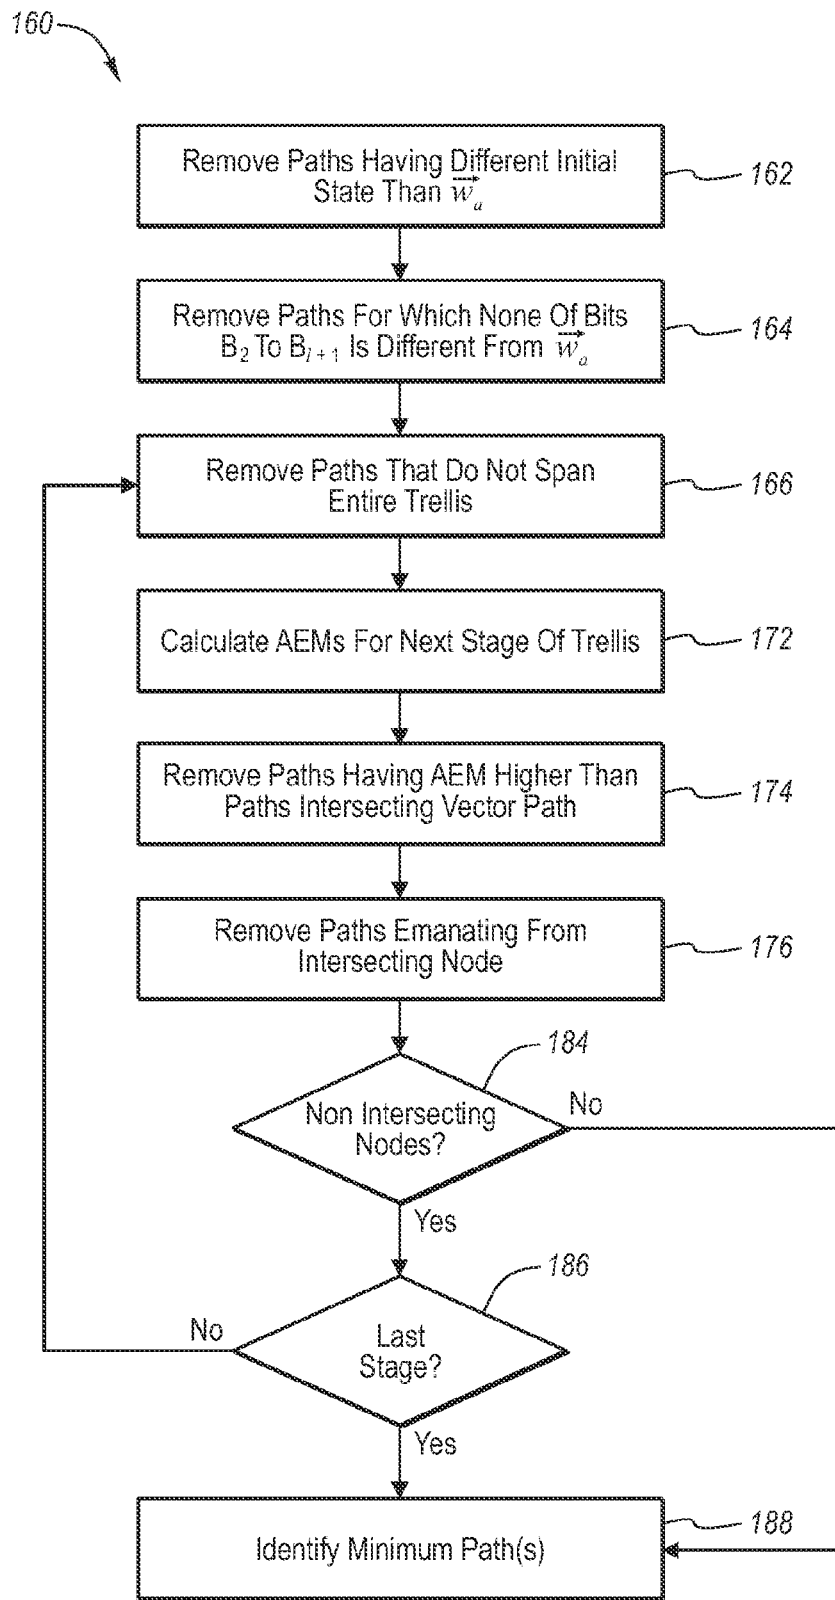 160
Remove Paths Having Different Initial
State Than w⃗ₐ
162
Remove Paths For Which None Of Bits
B₂ To Bₗ₊₁ Is Different From w⃗ₐ
164
Remove Paths That Do Not Span
Entire Trellis
166
Calculate AEMs For Next Stage Of Trellis
172
Remove Paths Having AEM Higher Than
Paths Intersecting Vector Path
174
Remove Paths Emanating From
Intersecting Node
176
184
Non Intersecting
Nodes?
No
Yes
186
Last
Stage?
No
Yes
Identify Minimum Path(s)
188